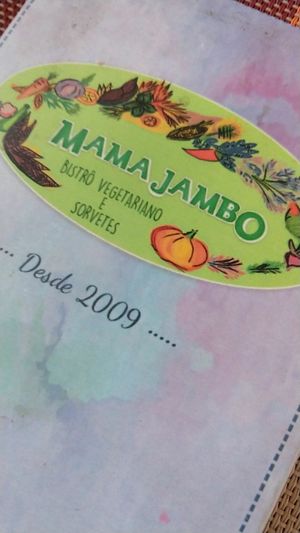 MAMA JAMBO
BISTRÔ VEGETARIANO
E
SORVETES
.... Desde 2009 .....